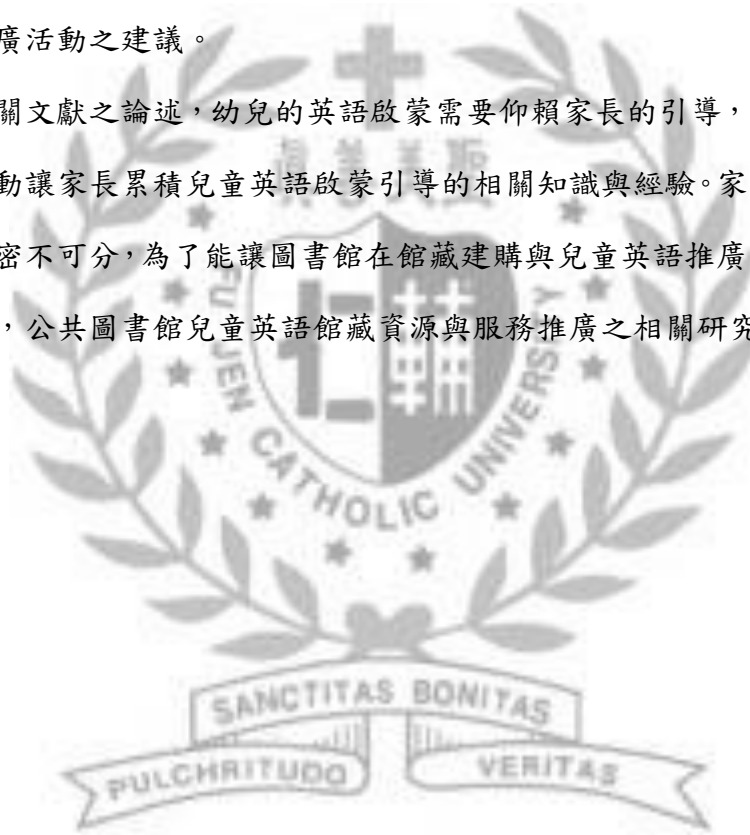 廣活動之建議。
關文獻之論述，幼兒的英語啟蒙需要仰賴家長的引導，
動讓家長累積兒童英語啟蒙引導的相關知識與經驗。家
密不可分，為了能讓圖書館在館藏建購與兒童英語推廣
，公共圖書館兒童英語館藏資源與服務推廣之相關研究
仁 輔
FU JEN CATHOLIC UNIVERSITY
SANCTITAS BONITAS
PULCHRITUDO VERITAS